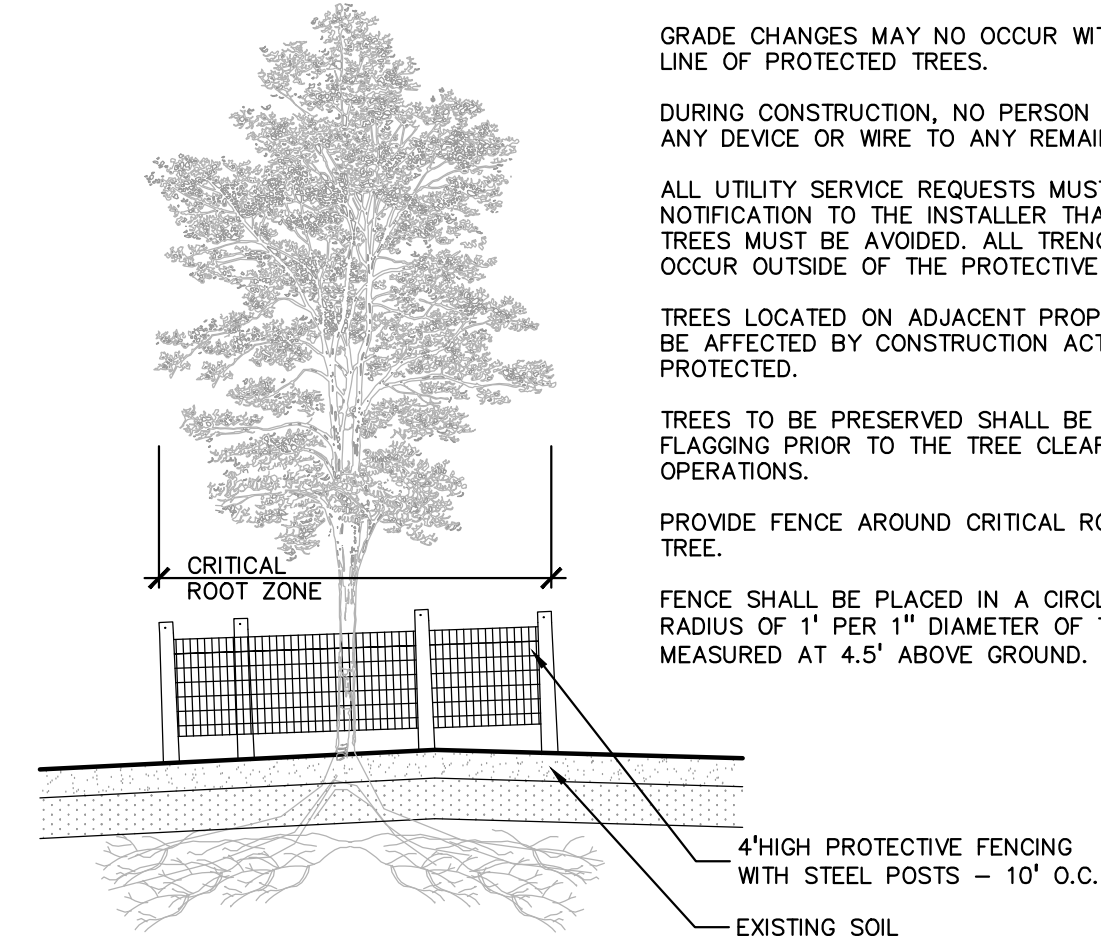 GRADE CHANGES MAY NO OCCUR WIT
LINE OF PROTECTED TREES.
DURING CONSTRUCTION, NO PERSON
ANY DEVICE OR WIRE TO ANY REMAI
ALL UTILITY SERVICE REQUESTS MUST
NOTIFICATION TO THE INSTALLER THA
TREES MUST BE AVOIDED. ALL TRENC
OCCUR OUTSIDE OF THE PROTECTIVE
TREES LOCATED ON ADJACENT PROP
BE AFFECTED BY CONSTRUCTION ACT
PROTECTED.
TREES TO BE PRESERVED SHALL BE
FLAGGING PRIOR TO THE TREE CLEAR
OPERATIONS.
PROVIDE FENCE AROUND CRITICAL RO
TREE.
FENCE SHALL BE PLACED IN A CIRCL
RADIUS OF 1' PER 1" DIAMETER OF T
MEASURED AT 4.5' ABOVE GROUND.
CRITICAL
ROOT ZONE
4'HIGH PROTECTIVE FENCING
WITH STEEL POSTS – 10' O.C.
EXISTING SOIL